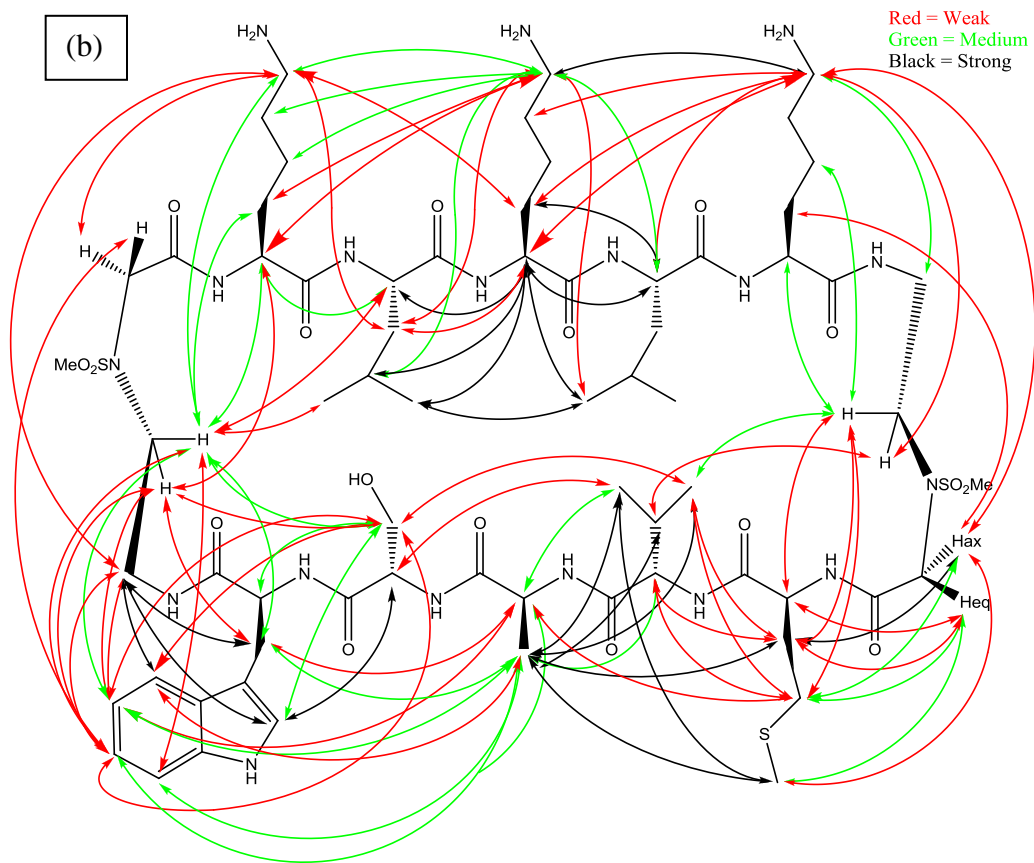 (b)
Red = Weak
Green = Medium
Black = Strong
H₂N H₂N H₂N
O O O
H H
N H N H N H N
N H N H N H O
O O O
MeO₂SN
H H
H H
NSO₂Me
HO
O O O Hax
H H H Heq
N H N H N H O
O O O
S
N
H